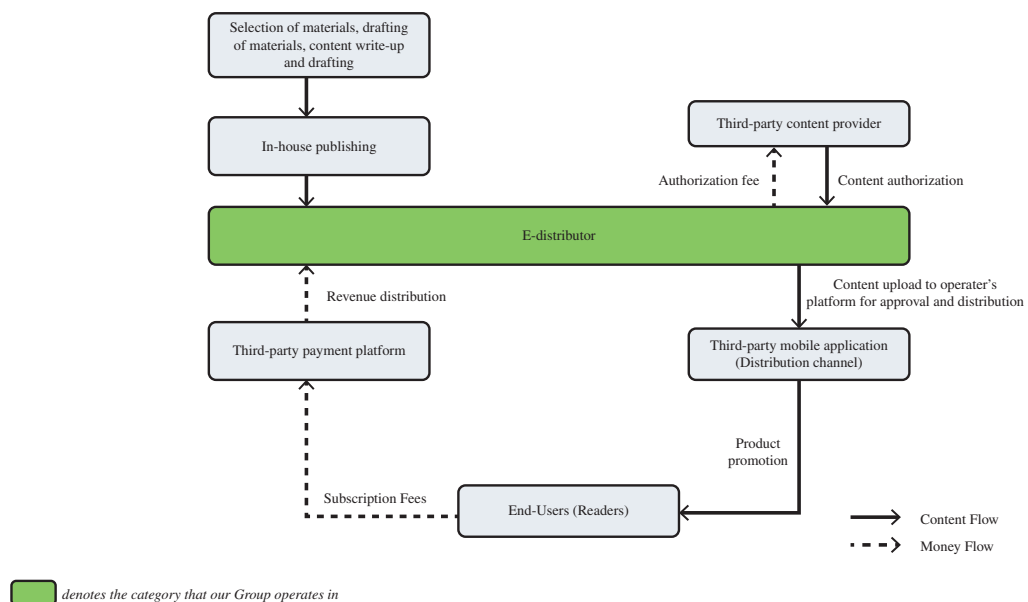 Selection of materials, drafting
of materials, content write-up
and drafting
In-house publishing
Third-party content provider
Authorization fee
Content authorization
E-distributor
Revenue distribution
Content upload to operater’s
platform for approval and distribution
Third-party payment platform
Third-party mobile application
(Distribution channel)
Product
promotion
Subscription Fees
End-Users (Readers)
Content Flow
Money Flow
denotes the category that our Group operates in